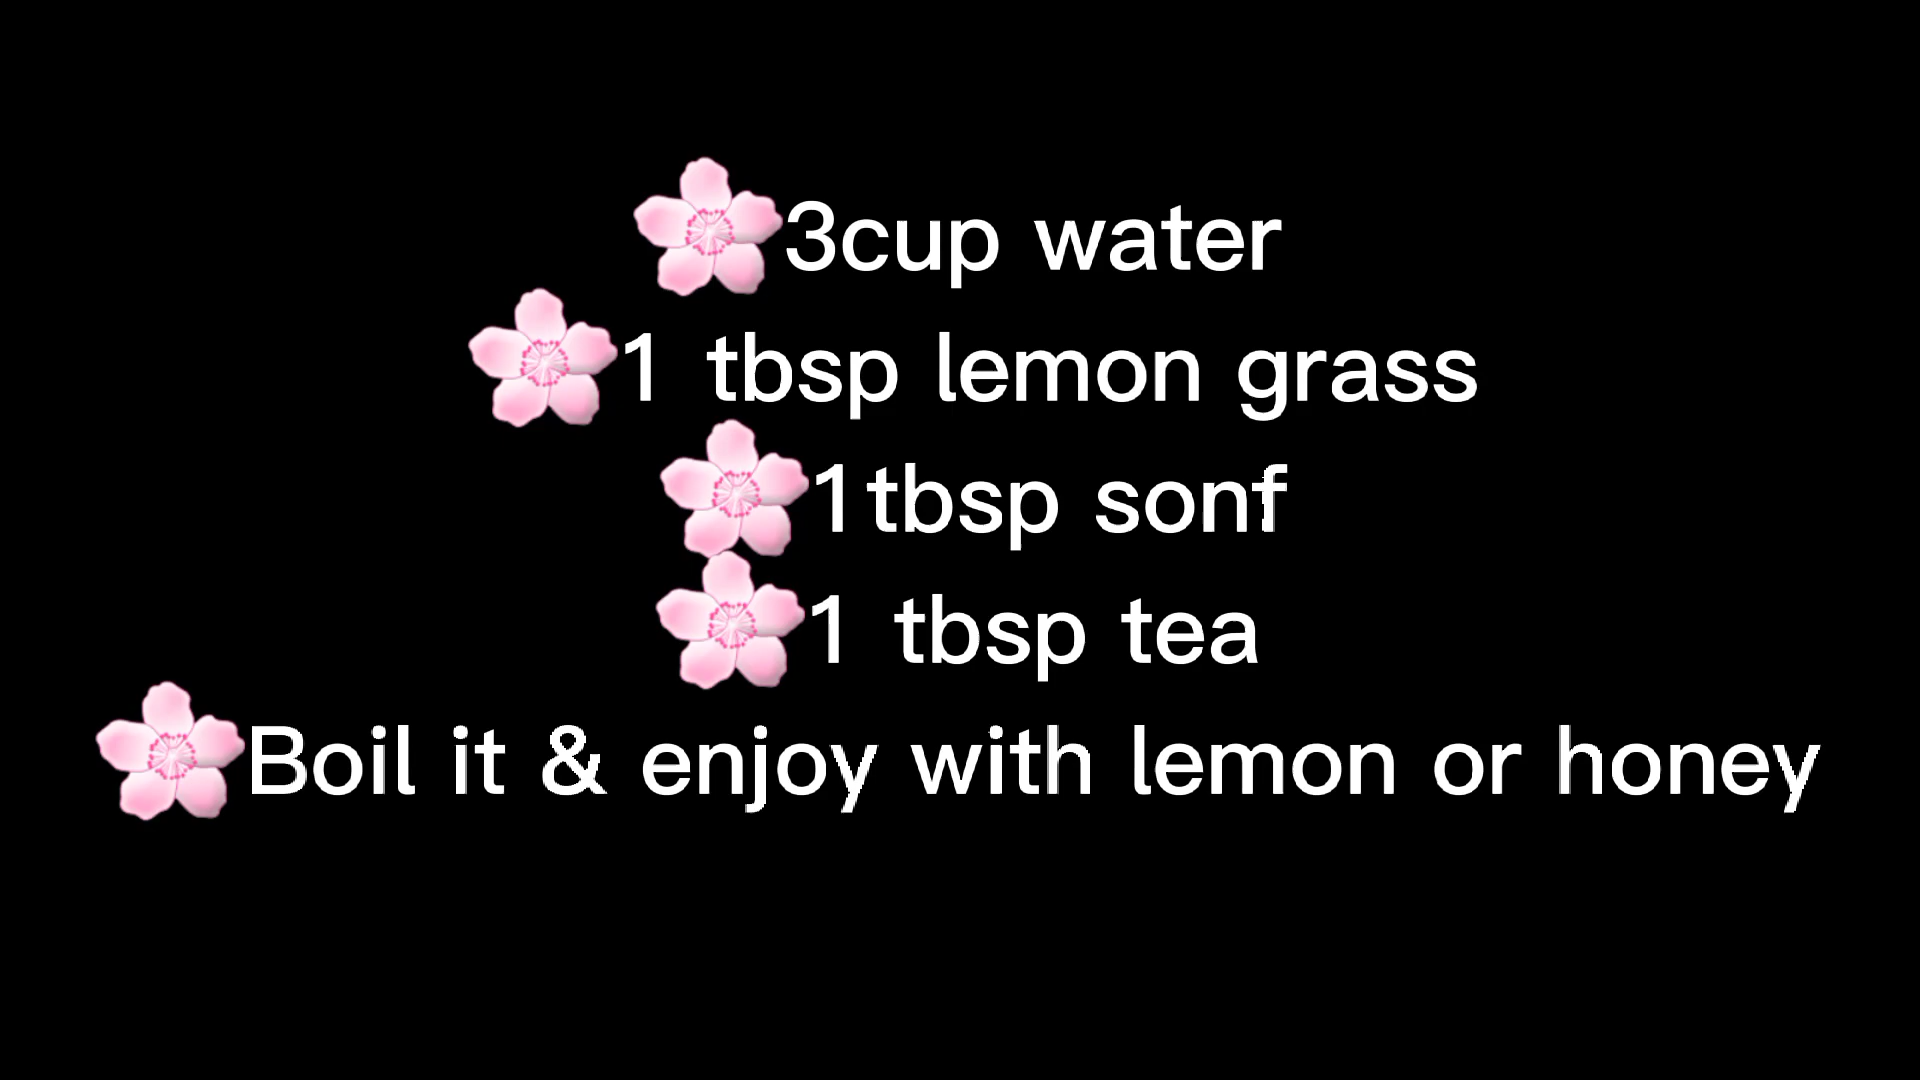 🌸3cup water
🌸1 tbsp lemon grass
🌸1tbsp sonf
🌸1 tbsp tea
🌸Boil it & enjoy with lemon or honey